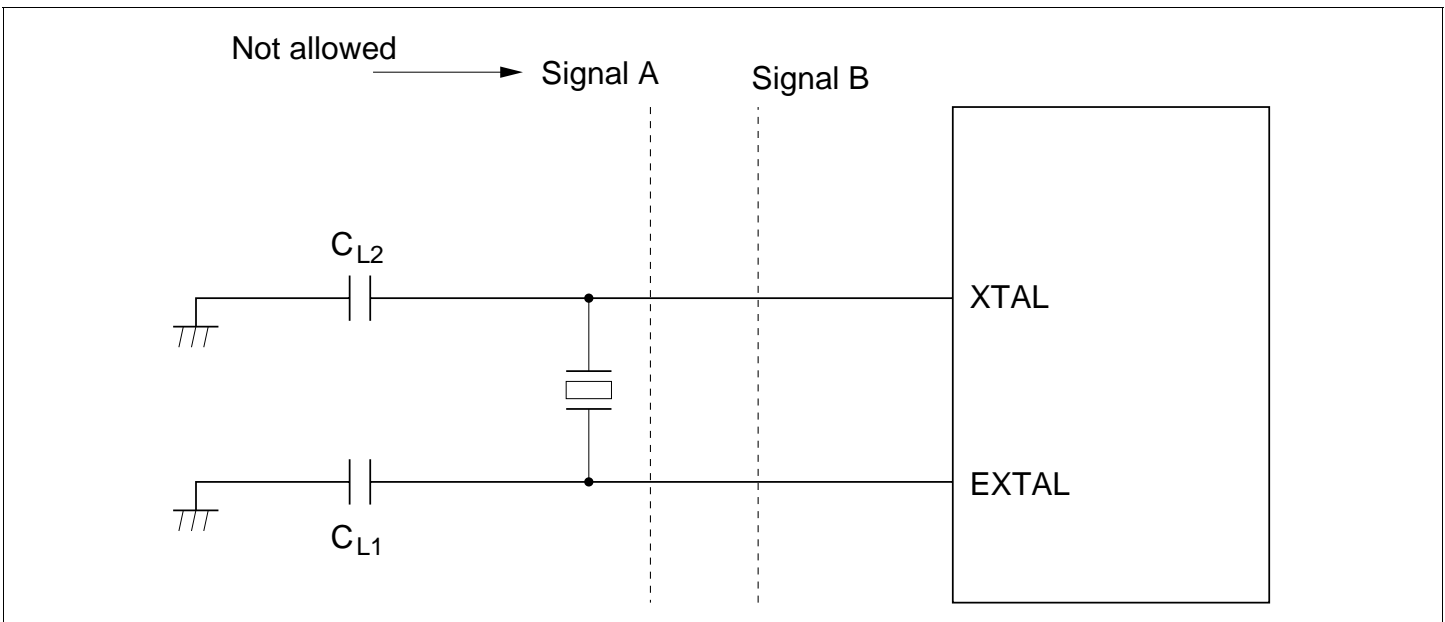 Not allowed
Signal A
Signal B
CL2
XTAL
EXTAL
CL1